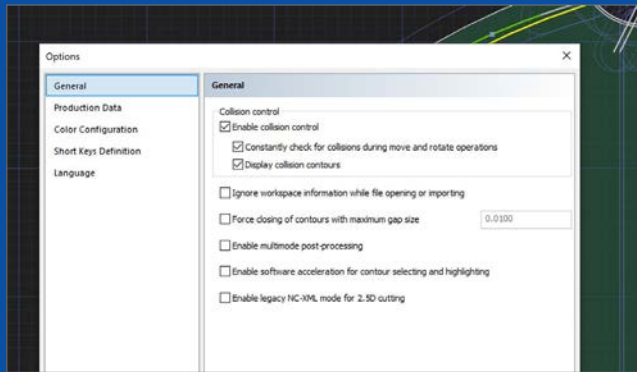 Options
General
Production Data
Color Configuration
Short Keys Definition
Language
General
Collision control
Enable collision control
Constantly check for collisions during move and rotate operations
Display collision contours
Ignore workspace information while file opening or importing
Force closing of contours with maximum gap size
0.0100
Enable multimode post-processing
Enable software acceleration for contour selecting and highlighting
Enable legacy NC-XML mode for 2.5D cutting